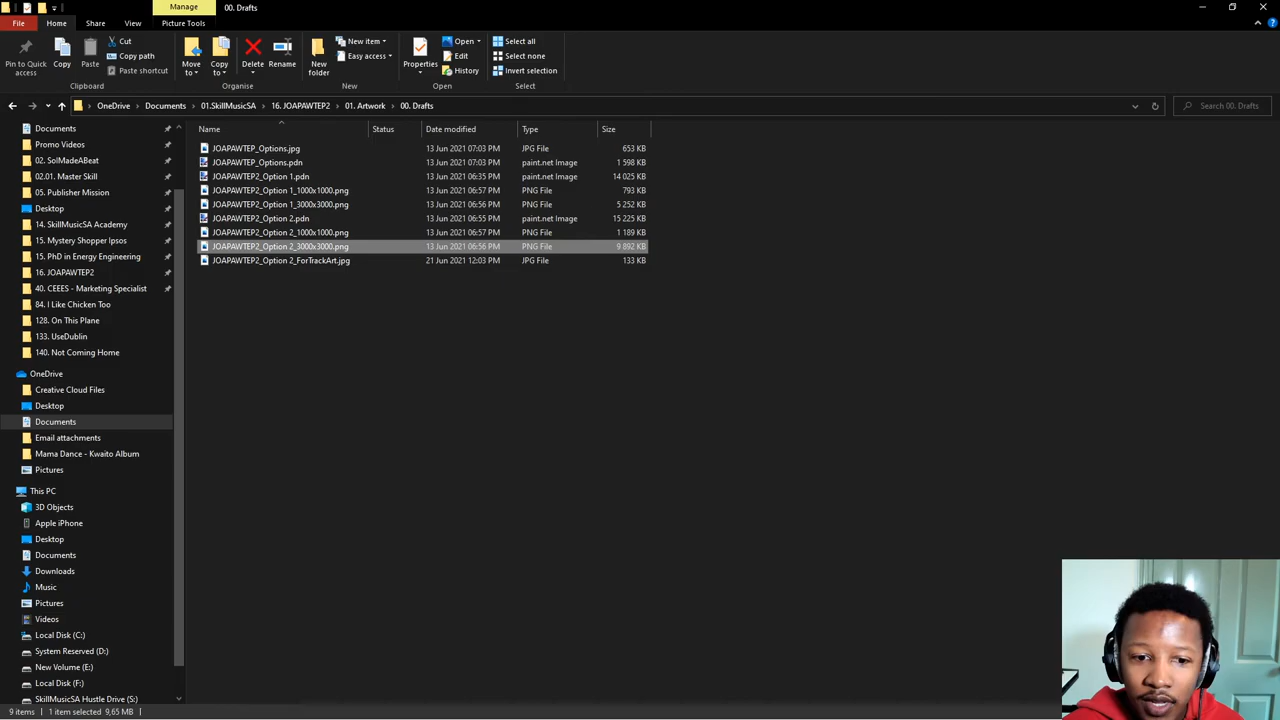 Manage
00. Drafts
File
Home
Share
View
Picture Tools
Pin to Quick access
Copy
Paste
Cut
Copy path
Paste shortcut
Clipboard
Move to
Copy to
Delete
Rename
Organise
New folder
New item
Easy access
New
Properties
Open
Edit
History
Open
Select all
Select none
Invert selection
Select
OneDrive
Documents
01.SkillMusicSA
16. JOAPAWTEP2
01. Artwork
00. Drafts
Search 00. Drafts
Documents
Promo Videos
02. SolMadeABeat
02.01. Master Skill
05. Publisher Mission
Desktop
14. SkillMusicSA Academy
15. Mystery Shopper Ipsos
15. PhD in Energy Engineering
16. JOAPAWTEP2
40. CEEES - Marketing Specialist
84. I Like Chicken Too
128. On This Plane
133. UseDublin
140. Not Coming Home
OneDrive
Creative Cloud Files
Desktop
Documents
Email attachments
Mama Dance - Kwaito Album
Pictures
This PC
3D Objects
Apple iPhone
Desktop
Documents
Downloads
Music
Pictures
Videos
Local Disk (C:)
System Reserved (D:)
New Volume (E:)
Local Disk (F:)
SkillMusicSA Hustle Drive (S:)
Name Status Date modified Type Size
JOAPAWTEP_Options.jpg 13 Jun 2021 07:03 PM JPG File 653 KB
JOAPAWTEP_Options.pdn 13 Jun 2021 07:03 PM paint.net Image 1 598 KB
JOAPAWTEP2_Option 1.pdn 13 Jun 2021 06:35 PM paint.net Image 14 025 KB
JOAPAWTEP2_Option 1_1000x1000.png 13 Jun 2021 06:57 PM PNG File 793 KB
JOAPAWTEP2_Option 1_3000x3000.png 13 Jun 2021 06:56 PM PNG File 5 252 KB
JOAPAWTEP2_Option 2.pdn 13 Jun 2021 06:55 PM paint.net Image 15 225 KB
JOAPAWTEP2_Option 2_1000x1000.png 13 Jun 2021 06:57 PM PNG File 1 189 KB
JOAPAWTEP2_Option 2_3000x3000.png 13 Jun 2021 06:56 PM PNG File 9 892 KB
JOAPAWTEP2_Option 2_ForTrackArt.jpg 21 Jun 2021 12:03 PM JPG File 133 KB
9 items
1 item selected 9,65 MB